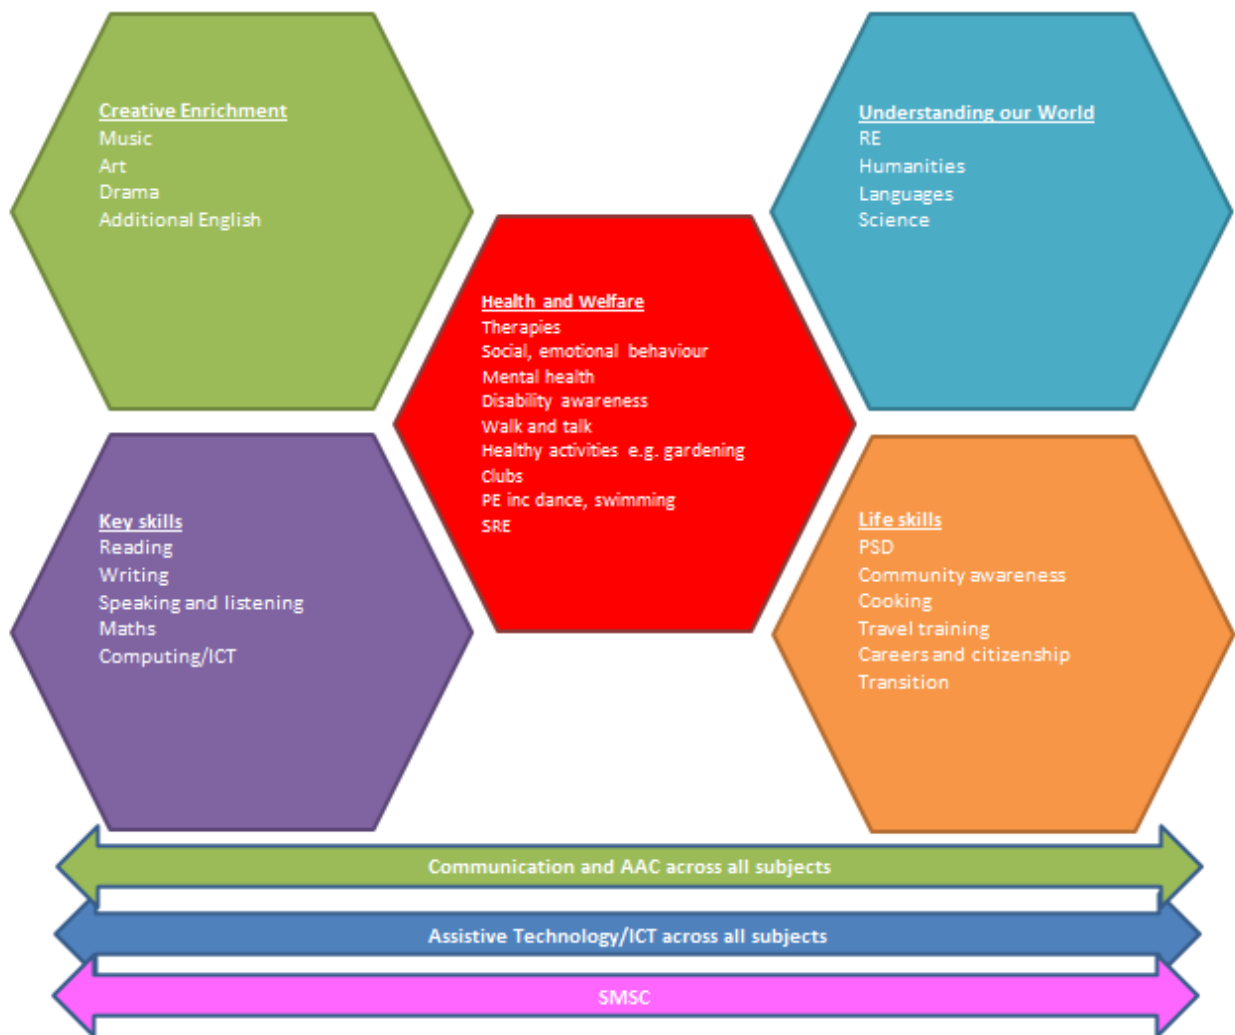 Creative Enrichment
Music
Art
Drama
Additional English
Understanding our World
RE
Humanities
Languages
Science
Health and Welfare
Therapies
Social, emotional behaviour
Mental health
Disability awareness
Walk and talk
Healthy activities e.g. gardening
Clubs
PE inc dance, swimming
SRE
Key skills
Reading
Writing
Speaking and listening
Maths
Computing/ICT
Life skills
PSD
Community awareness
Cooking
Travel training
Careers and citizenship
Transition
Communication and AAC across all subjects
Assistive Technology/ICT across all subjects
SMSC